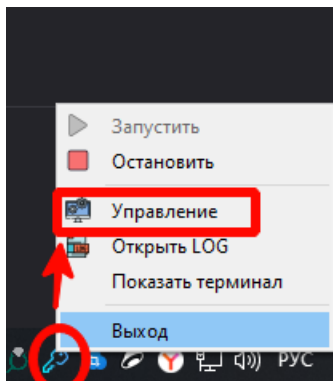 Запустить
Остановить
Управление
Открыть LOG
Показать терминал
Выход
РУС